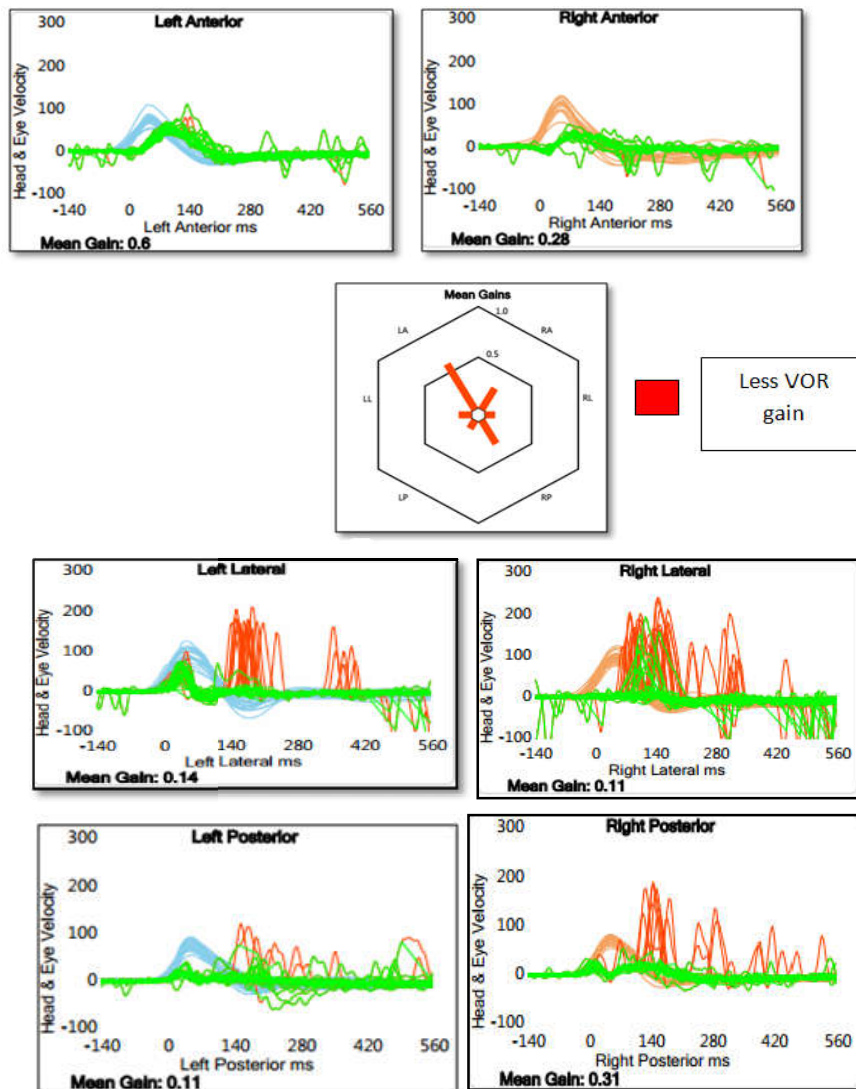 Left Anterior
300
200
100
0
-100
Head & Eye Velocity
-140 0 140 280 420 560
Left Anterior ms
Mean Gain: 0.6
Right Anterior
300
200
100
0
-100
Head & Eye Velocity
-140 0 140 280 420 560
Right Anterior ms
Mean Gain: 0.28
Mean Gains
1.0
LA RA
0.5
LL RL
LP RP
Less VOR
gain
Left Lateral
300
200
100
0
-100
Head & Eye Velocity
-140 0 140 280 420 560
Left Lateral ms
Mean Gain: 0.14
Right Lateral
300
200
100
0
-100
Head & Eye Velocity
-140 0 140 280 420 560
Right Lateral ms
Mean Gain: 0.11
Left Posterior
300
200
100
0
-100
Head & Eye Velocity
-140 0 140 280 420 560
Left Posterior ms
Mean Gain: 0.11
Right Posterior
300
200
100
0
-100
Head & Eye Velocity
-140 0 140 280 420 560
Right Posterior ms
Mean Gain: 0.31